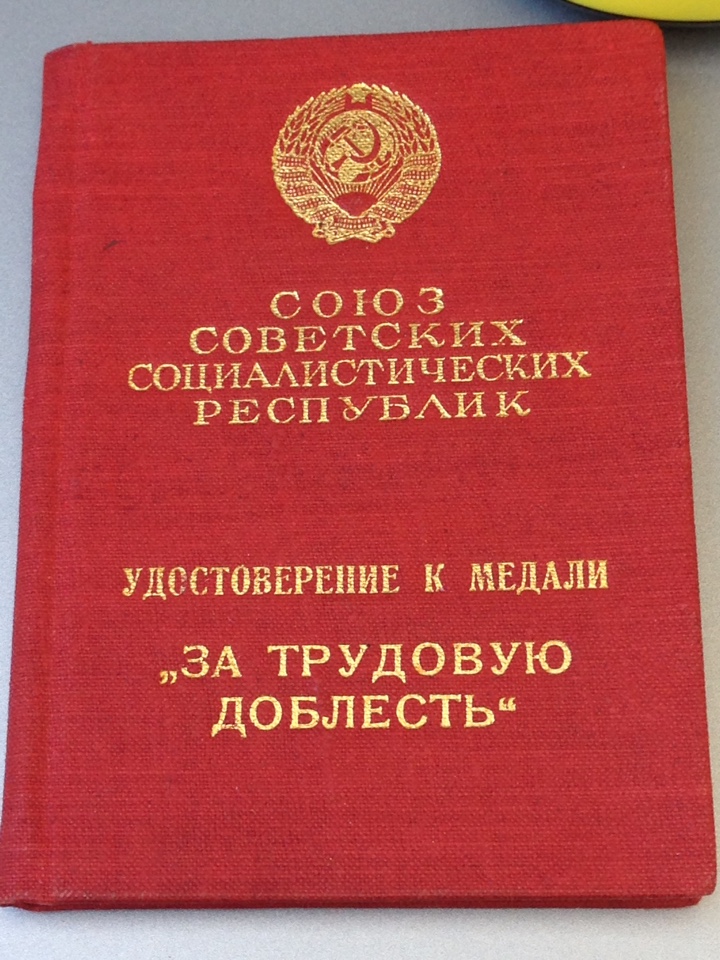 СОЮЗ
СОВЕТСКИХ
СОЦИАЛИСТИЧЕСКИХ
РЕСПУБЛИК
УДОСТОВЕРЕНИЕ К МЕДАЛИ
„ЗА ТРУДОВУЮ
ДОБЛЕСТЬ“